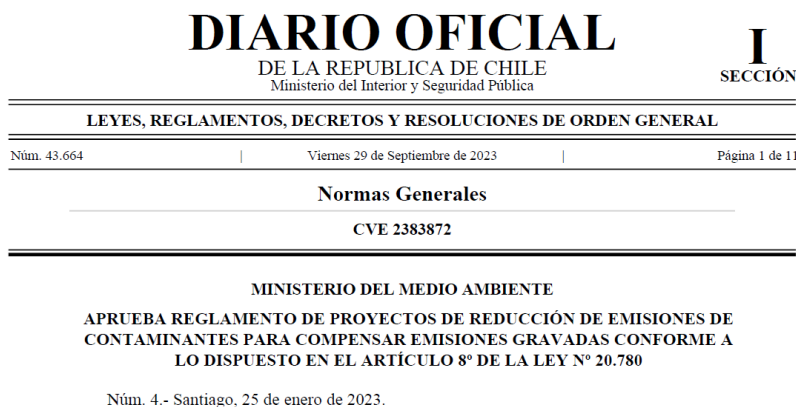 DIARIO OFICIAL
DE LA REPUBLICA DE CHILE
Ministerio del Interior y Seguridad Pública
I
SECCIÓN
LEYES, REGLAMENTOS, DECRETOS Y RESOLUCIONES DE ORDEN GENERAL
Núm. 43.664 | Viernes 29 de Septiembre de 2023 | Página 1 de 11
Normas Generales
CVE 2383872
MINISTERIO DEL MEDIO AMBIENTE
APRUEBA REGLAMENTO DE PROYECTOS DE REDUCCIÓN DE EMISIONES DE
CONTAMINANTES PARA COMPENSAR EMISIONES GRAVADAS CONFORME A
LO DISPUESTO EN EL ARTÍCULO 8º DE LA LEY Nº 20.780
Núm. 4.- Santiago, 25 de enero de 2023.